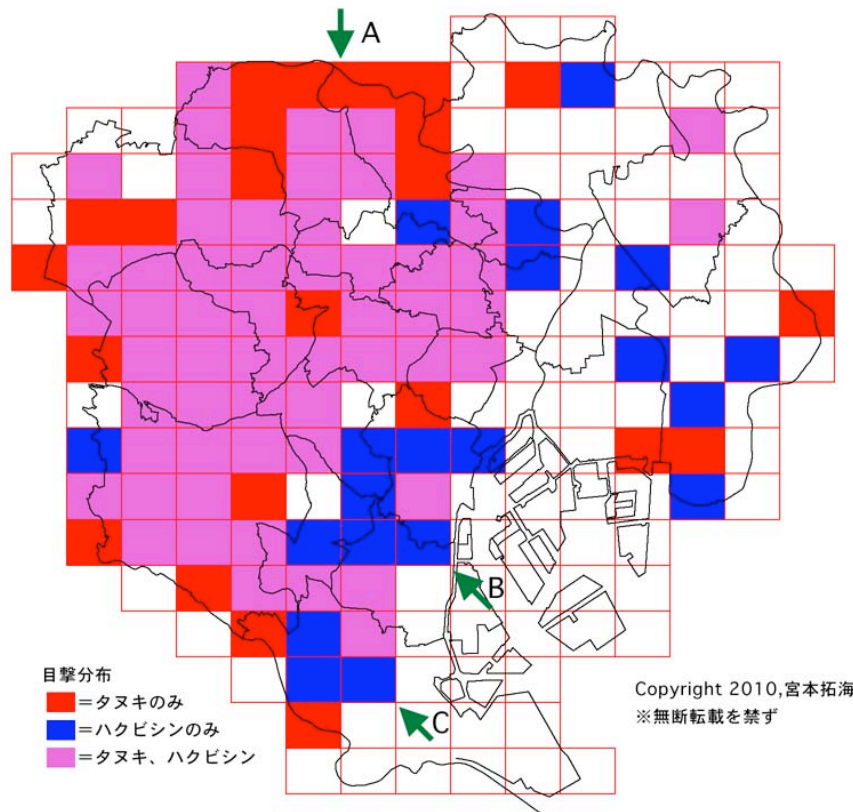 A
B
C
目撃分布
=タヌキのみ
=ハクビシンのみ
=タヌキ、ハクビシン
Copyright 2010,宮本拓海
※無断転載を禁ず